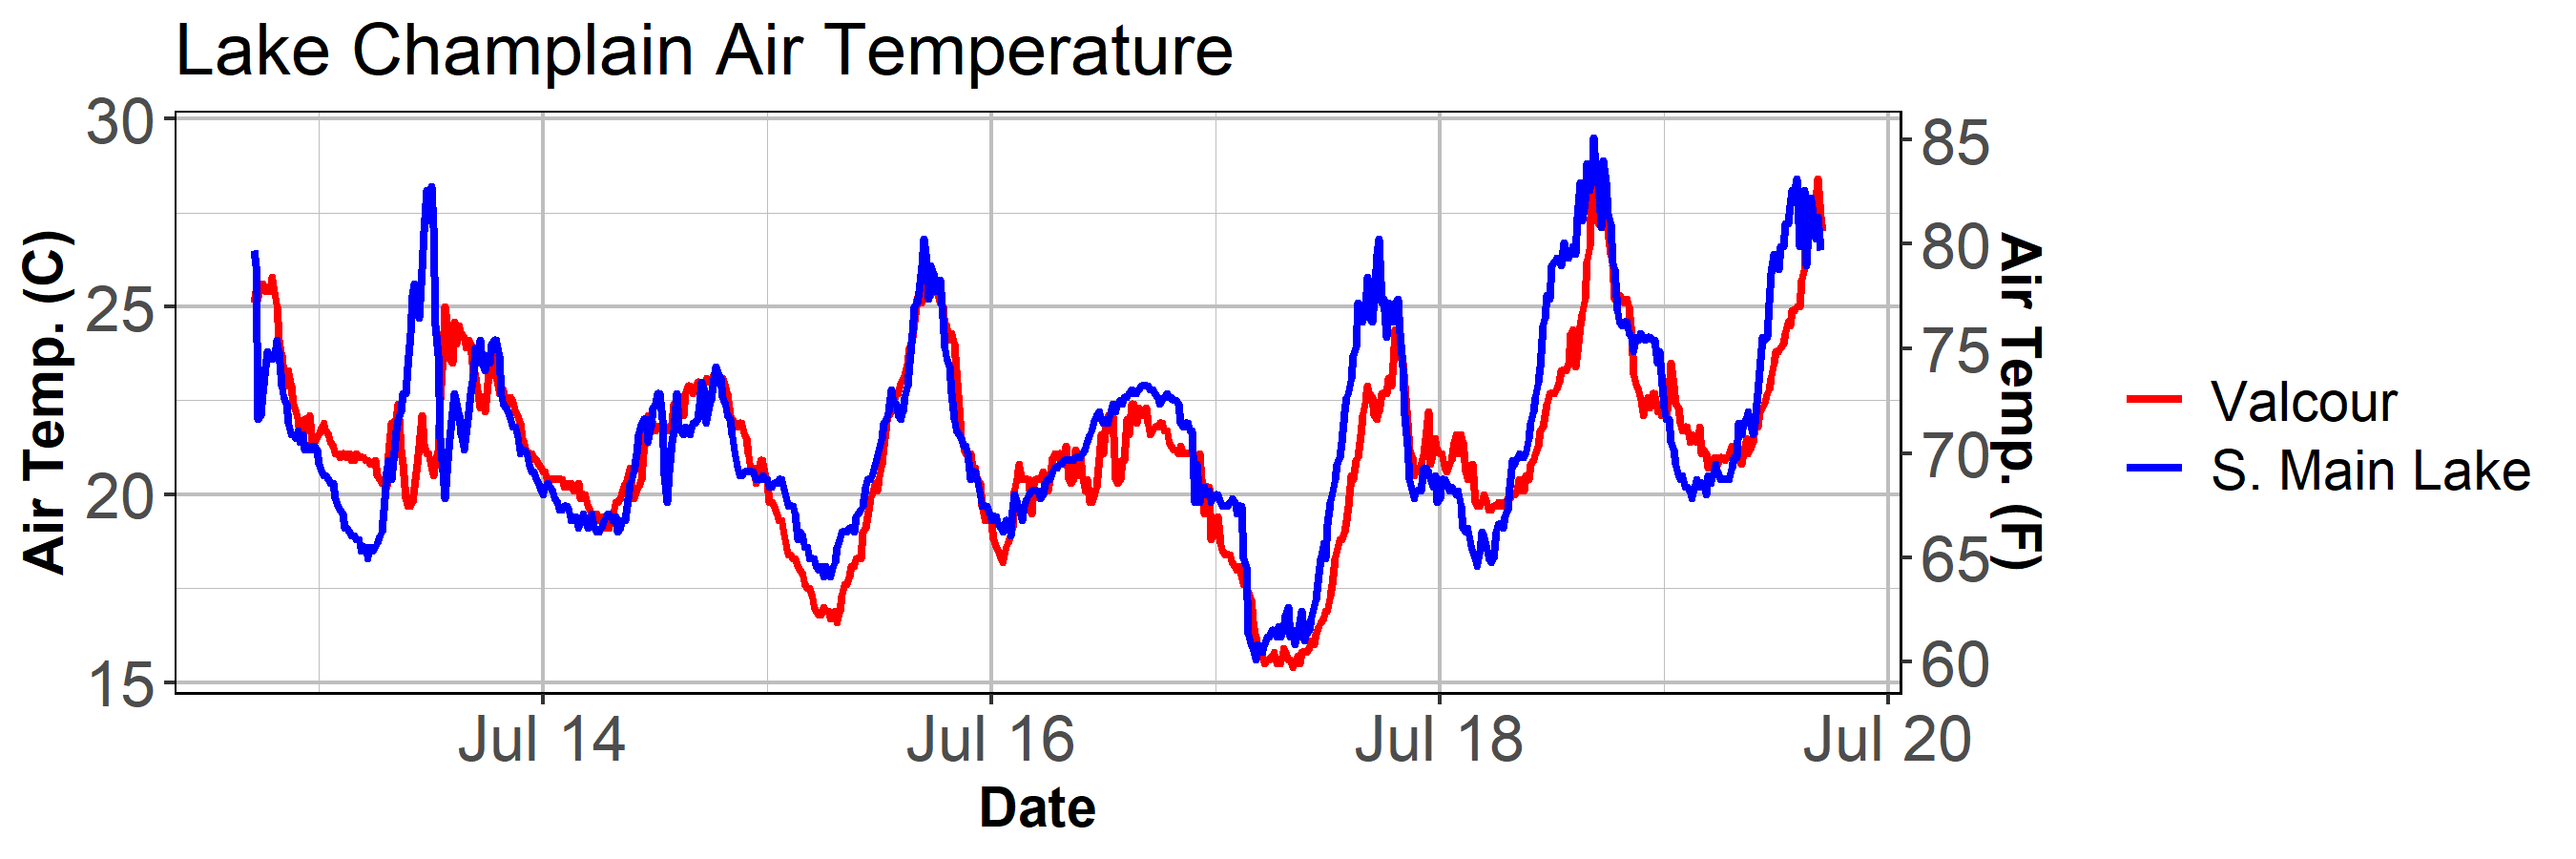 Lake Champlain Air Temperature
30
25
20
15
Air Temp. (C)
85
80
75
70
65
60
Air Temp. (F)
Jul 14
Jul 16
Jul 18
Jul 20
Date
Valcour
S. Main Lake